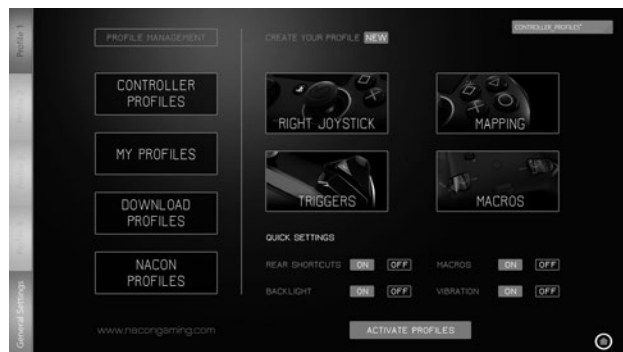 Profile 1
General Settings
PROFILE MANAGEMENT
CONTROLLER
PROFILES
MY PROFILES
DOWNLOAD
PROFILES
NACON
PROFILES
www.nacongaming.com
CREATE YOUR PROFILE NEW
CONTROLLER_PROFILES"
RIGHT JOYSTICK
MAPPING
TRIGGERS
MACROS
QUICK SETTINGS
REAR SHORTCUTS ON OFF
MACROS ON OFF
BACKLIGHT ON OFF
VIBRATION ON OFF
ACTIVATE PROFILES